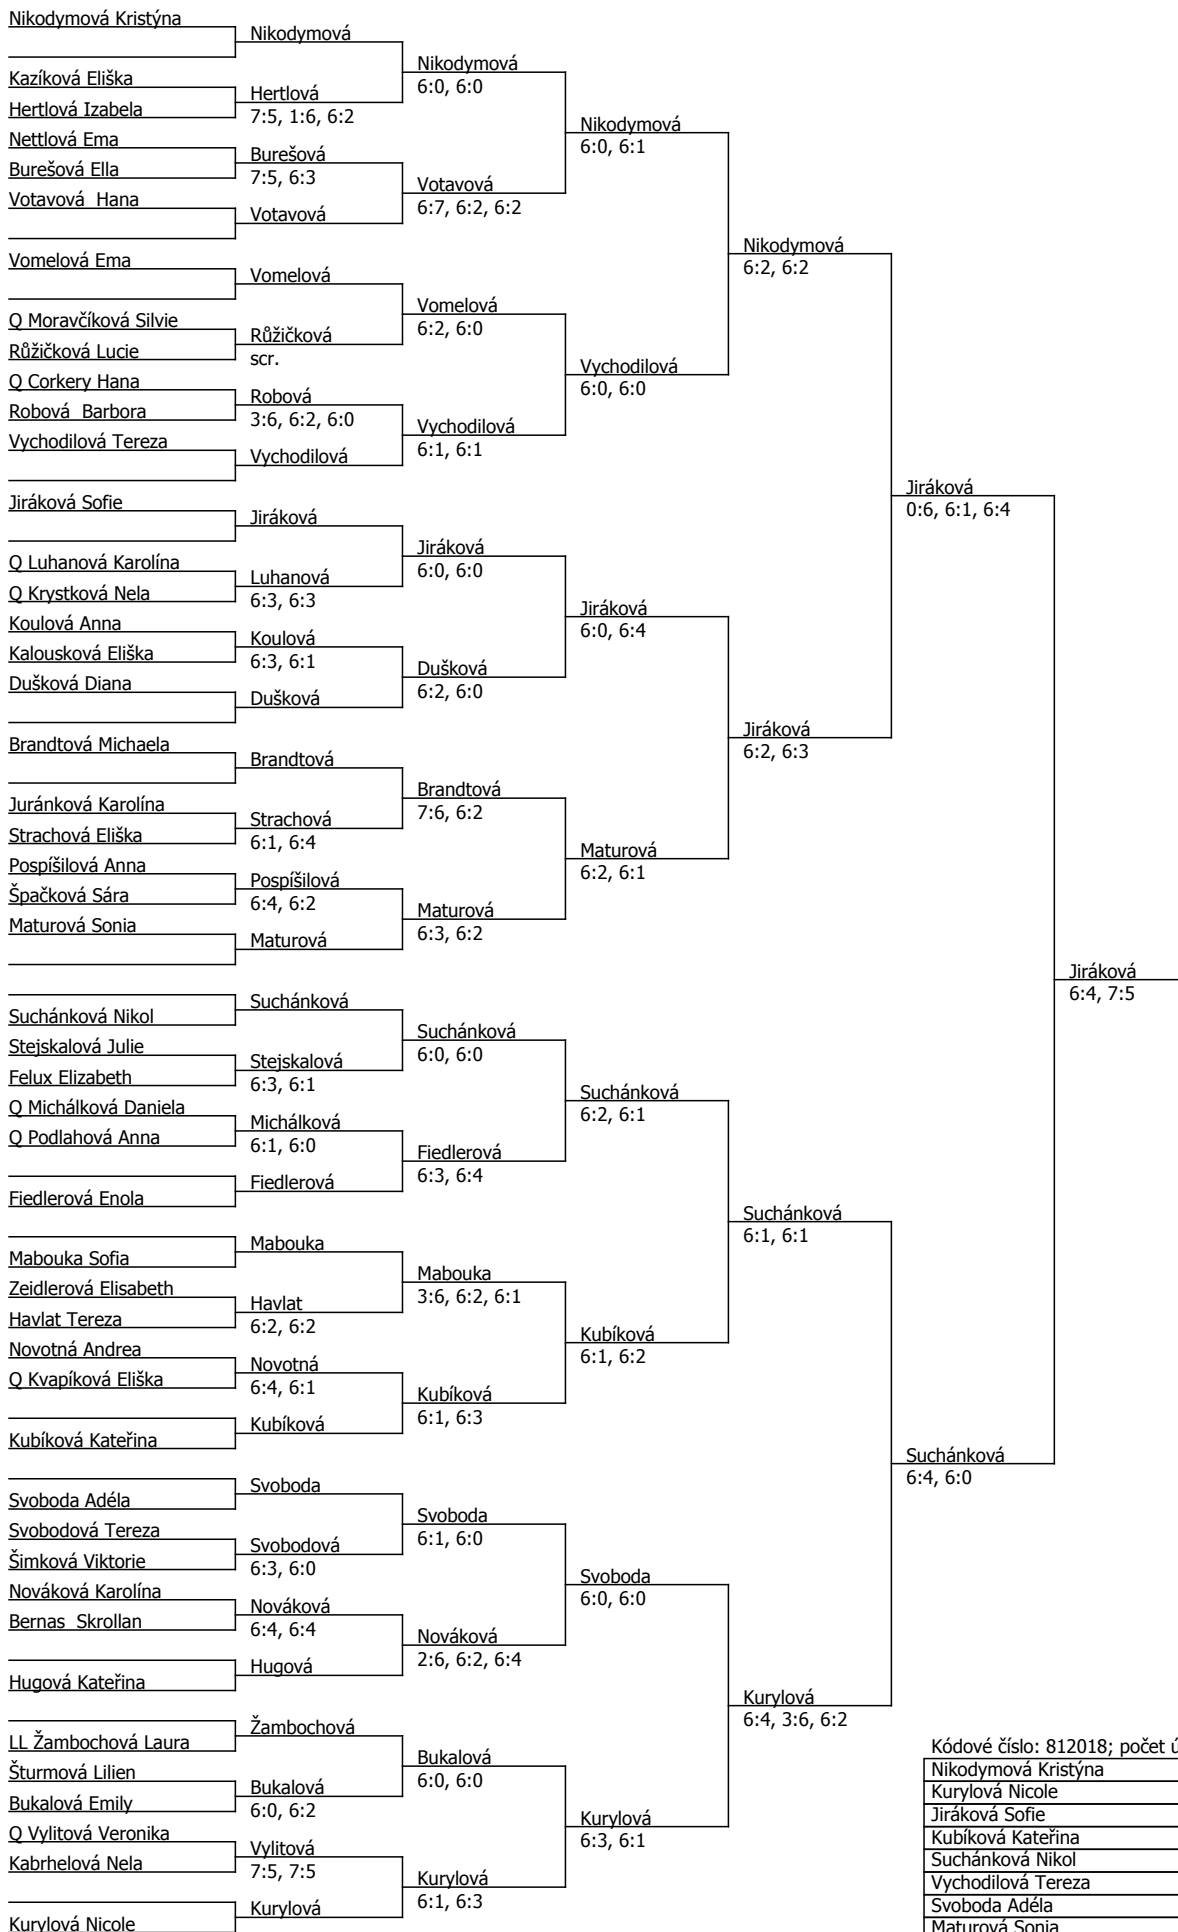 Nikodymová Kristýna
Kazíková Eliška
Hertlová Izabela
Nettlová Ema
Burešová Ella
Votavová  Hana
Vomelová Ema
Q Moravčíková Silvie
Růžičková Lucie
Q Corkery Hana
Robová  Barbora
Vychodilová Tereza
Jiráková Sofie
Q Luhanová Karolína
Q Krystková Nela
Koulová Anna
Kalousková Eliška
Dušková Diana
Brandtová Michaela
Juránková Karolína
Strachová Eliška
Pospíšilová Anna
Špačková Sára
Maturová Sonia
Suchánková Nikol
Stejskalová Julie
Felux Elizabeth
Q Michálková Daniela
Q Podlahová Anna
Fiedlerová Enola
Mabouka Sofia
Zeidlerová Elisabeth
Havlat Tereza
Novotná Andrea
Q Kvapíková Eliška
Kubíková Kateřina
Svoboda Adéla
Svobodová Tereza
Šimková Viktorie
Nováková Karolína
Bernas  Skrollan
Hugová Kateřina
LL Žambochová Laura
Šturmová Lilien
Bukalová Emily
Q Vylitová Veronika
Kabrhelová Nela
Kurylová Nicole
Nikodymová
Hertlová
7:5, 1:6, 6:2
Burešová
7:5, 6:3
Votavová
Vomelová
Růžičková
scr.
Robová
3:6, 6:2, 6:0
Vychodilová
Jiráková
Luhanová
6:3, 6:3
Koulová
6:3, 6:1
Dušková
Brandtová
Strachová
6:1, 6:4
Pospíšilová
6:4, 6:2
Maturová
Suchánková
Stejskalová
6:3, 6:1
Michálková
6:1, 6:0
Fiedlerová
Mabouka
Havlat
6:2, 6:2
Novotná
6:4, 6:1
Kubíková
Svoboda
Svobodová
6:3, 6:0
Nováková
6:4, 6:4
Hugová
Žambochová
Bukalová
6:0, 6:2
Vylitová
7:5, 7:5
Kurylová
Nikodymová
6:0, 6:0
Votavová
6:7, 6:2, 6:2
Vomelová
6:2, 6:0
Vychodilová
6:1, 6:1
Jiráková
6:0, 6:0
Dušková
6:2, 6:0
Brandtová
7:6, 6:2
Maturová
6:3, 6:2
Suchánková
6:0, 6:0
Fiedlerová
6:3, 6:4
Mabouka
3:6, 6:2, 6:1
Kubíková
6:1, 6:3
Svoboda
6:1, 6:0
Nováková
2:6, 6:2, 6:4
Bukalová
6:0, 6:0
Kurylová
6:1, 6:3
Nikodymová
6:0, 6:1
Vychodilová
6:0, 6:0
Jiráková
6:0, 6:4
Maturová
6:2, 6:1
Suchánková
6:2, 6:1
Kubíková
6:1, 6:2
Svoboda
6:0, 6:0
Kurylová
6:3, 6:1
Nikodymová
6:2, 6:2
Jiráková
6:2, 6:3
Suchánková
6:1, 6:1
Kurylová
6:4, 3:6, 6:2
Jiráková
0:6, 6:1, 6:4
Suchánková
6:4, 6:0
Jiráková
6:4, 7:5
Kódové číslo: 812018; počet ú
Nikodymová Kristýna
Kurylová Nicole
Jiráková Sofie
Kubíková Kateřina
Suchánková Nikol
Vychodilová Tereza
Svoboda Adéla
Maturová Sonia